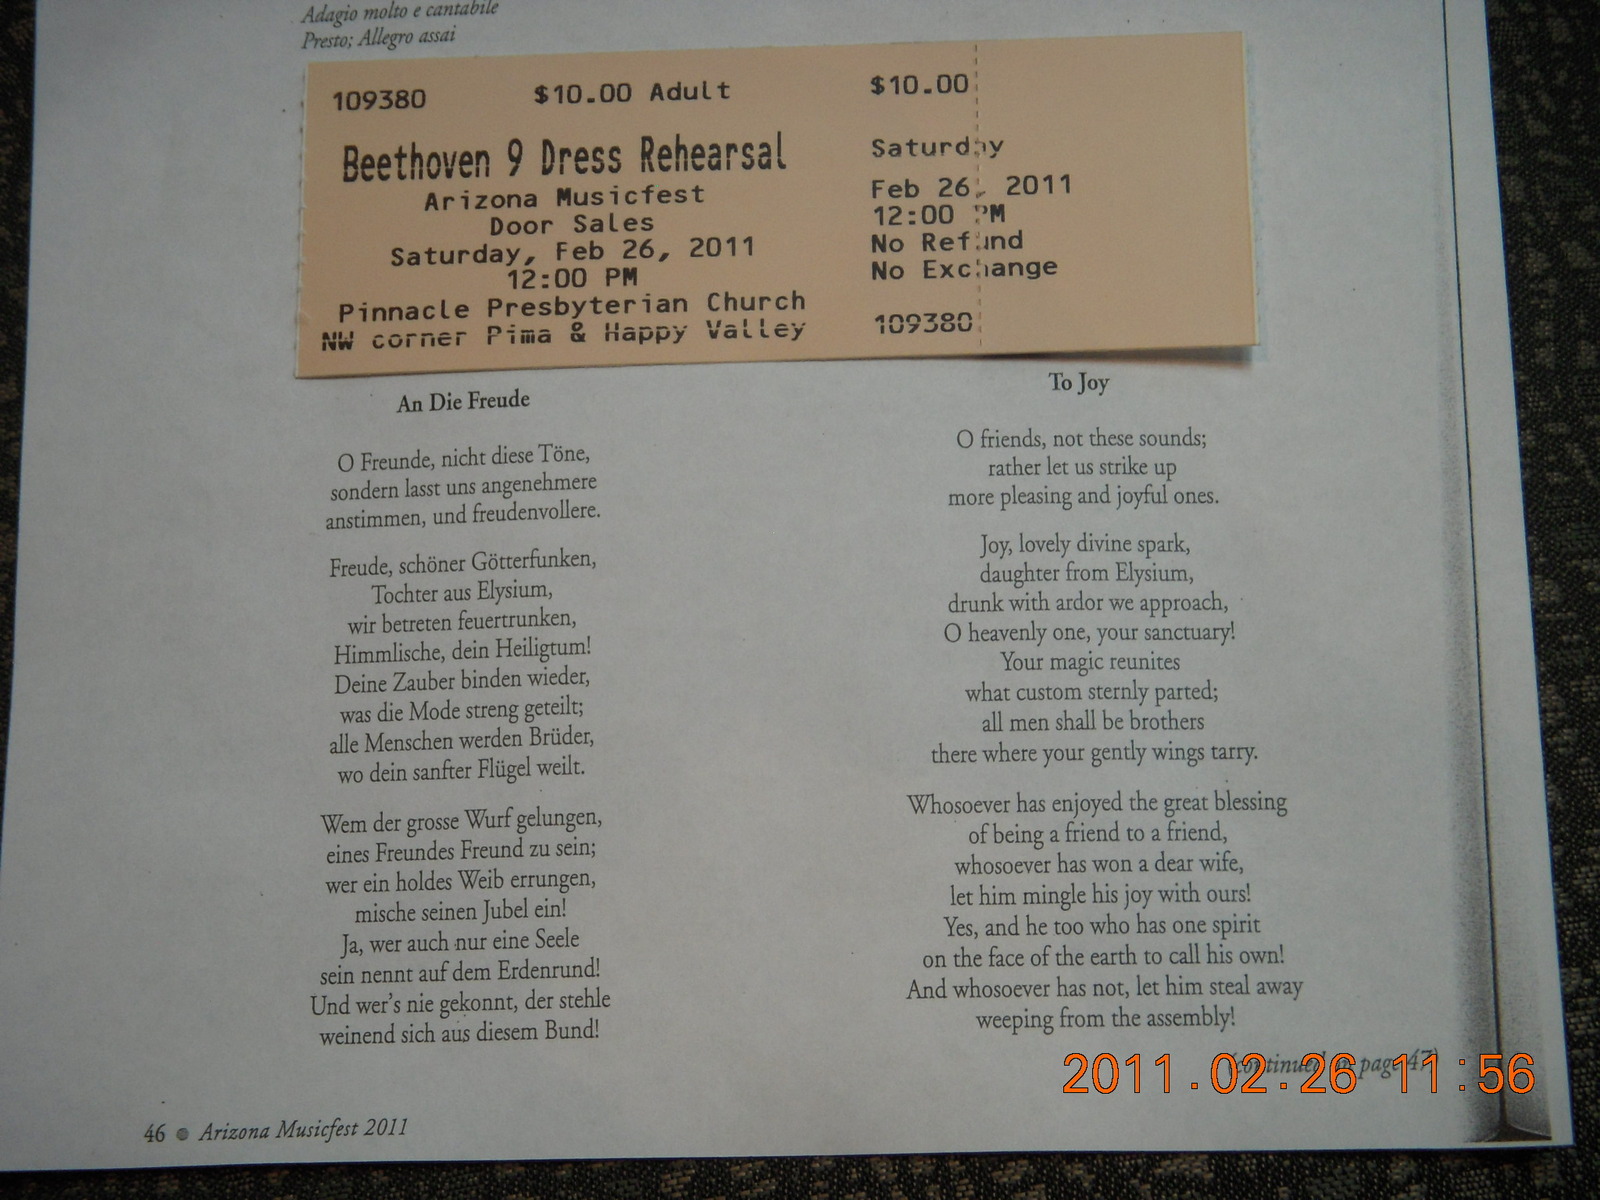 Adagio molto e cantabile
Presto; Allegro assai
109380 $10.00 Adult
Beethoven 9 Dress Rehearsal
Arizona Musicfest
Door Sales
Saturday, Feb 26, 2011
12:00 PM
Pinnacle Presbyterian Church
NW corner Pima & Happy Valley
$10.00
Saturday
Feb 26, 2011
12:00 PM
No Refund
No Exchange
109380
An Die Freude
O Freunde, nicht diese Töne,
sondern lasst uns angenehmere
anstimmen, und freudenvollere.
Freude, schöner Götterfunken,
Tochter aus Elysium,
wir betreten feuertrunken,
Himmlische, dein Heiligtum!
Deine Zauber binden wieder,
was die Mode streng geteilt;
alle Menschen werden Brüder,
wo dein sanfter Flügel weilt.
Wem der grosse Wurf gelungen,
eines Freundes Freund zu sein;
wer ein holdes Weib errungen,
mische seinen Jubel ein!
Ja, wer auch nur eine Seele
sein nennt auf dem Erdenrund!
Und wer's nie gekonnt, der stehle
weinend sich aus diesem Bund!
To Joy
O friends, not these sounds;
rather let us strike up
more pleasing and joyful ones.
Joy, lovely divine spark,
daughter from Elysium,
drunk with ardor we approach,
O heavenly one, your sanctuary!
Your magic reunites
what custom sternly parted;
all men shall be brothers
there where your gently wings tarry.
Whosoever has enjoyed the great blessing
of being a friend to a friend,
whosoever has won a dear wife,
let him mingle his joy with ours!
Yes, and he too who has one spirit
on the face of the earth to call his own!
And whosoever has not, let him steal away
weeping from the assembly!
(continued on page 47)
2011.02.26 11:56
46 ● Arizona Musicfest 2011